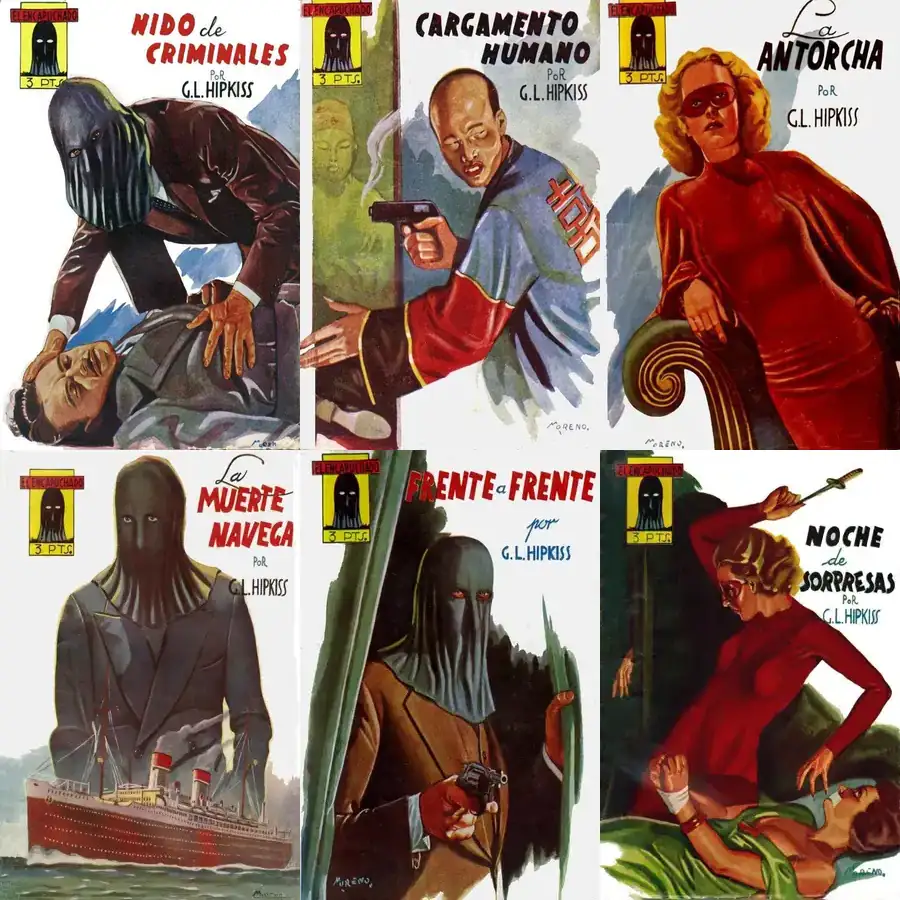 EL ENCAPUCHADO
3 PTS.
NIDO de
CRIMINALES
POR
G.L. HIPKISS
EL ENCAPUCHADO
3 PTS.
CARGAMENTO
HUMANO
POR
G.L. HIPKISS
MORENO.
EL ENCAPUCHADO
3 PTS.
La
ANTORCHA
POR
G.L. HIPKISS
MORENO.
EL ENCAPUCHADO
3 PTS.
La
MUERTE
NAVEGA
POR
G.L. HIPKISS
EL ENCAPUCHADO
3 PTS.
FRENTE a FRENTE
por
G.L. HIPKISS
MORENO.
EL ENCAPUCHADO
3 PTS.
NOCHE
de
SORPRESAS
POR
G.L. HIPKISS
MORENO.